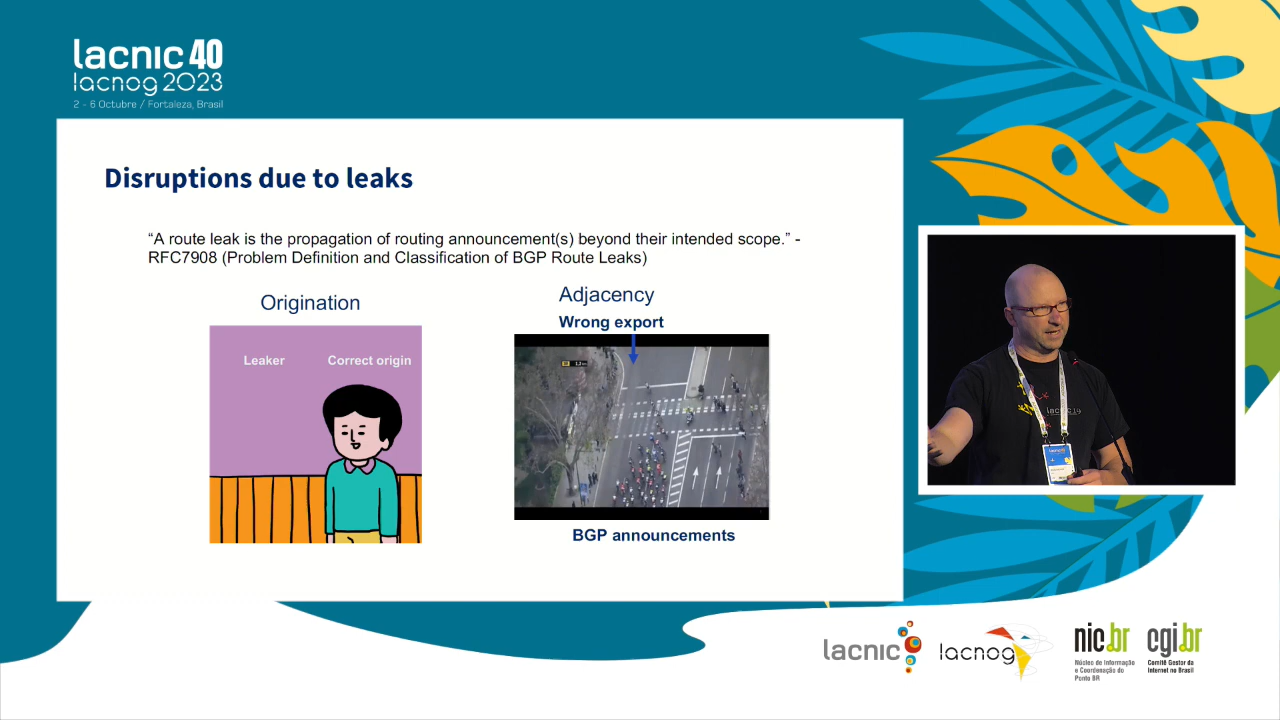 lacnic 40
lacnog 2023
2 - 6 Octubre / Fortaleza, Brasil
Disruptions due to leaks
“A route leak is the propagation of routing announcement(s) beyond their intended scope.” -
RFC7908 (Problem Definition and Classification of BGP Route Leaks)
Origination
Adjacency
Wrong export
Leaker
Correct origin
BGP announcements
lacnic
lacnog
nic.br
Núcleo de Informação
e Coordenação do
Ponto BR
cgi.br
Comitê Gestor da
Internet no Brasil